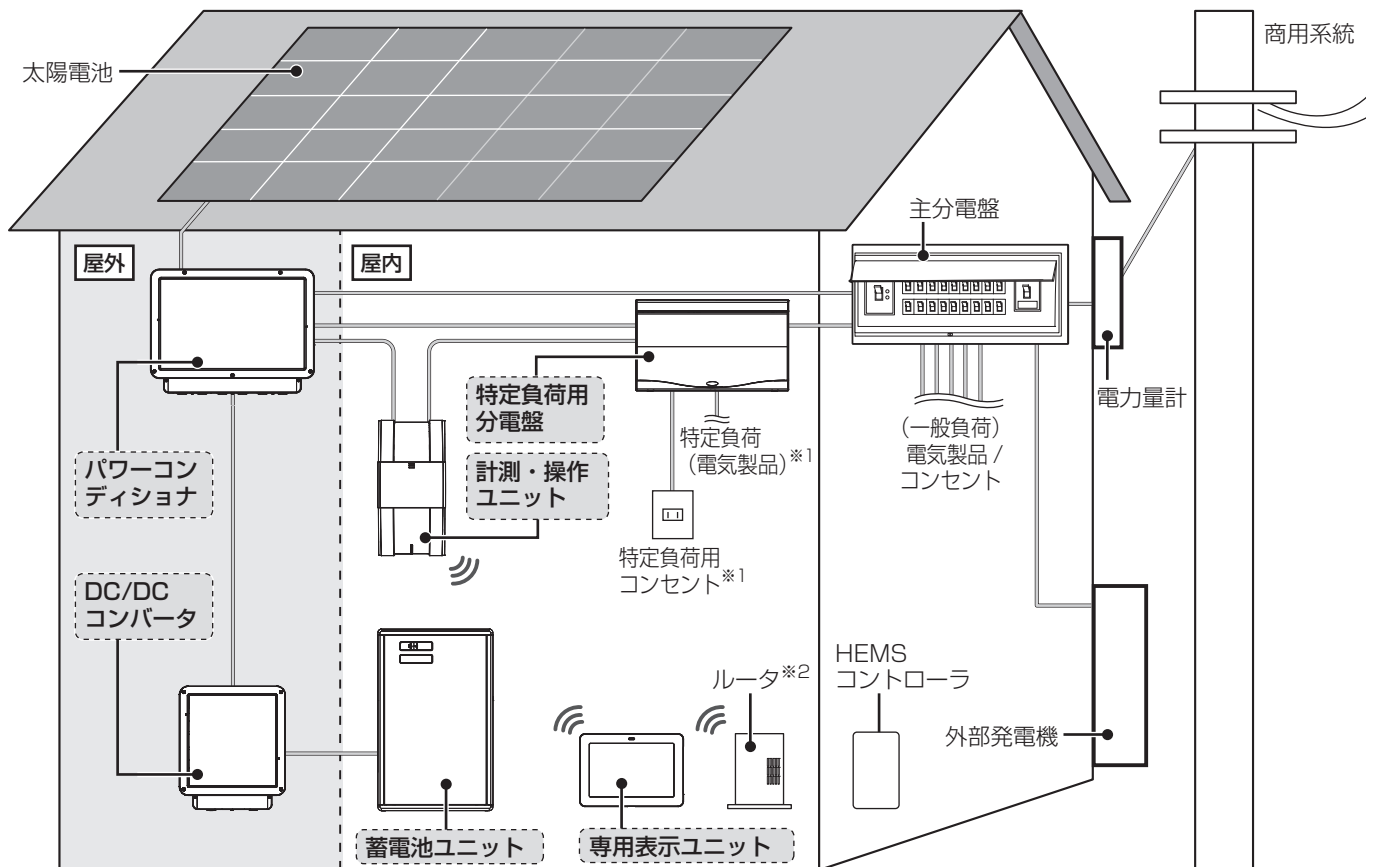 商用系統
太陽電池
主分電盤
屋外
屋内
電力量計
特定負荷用
分電盤
特定負荷
（電気製品）※1
（一般負荷）
電気製品 /
コンセント
パワーコン
ディショナ
計測・操作
ユニット
特定負荷用
コンセント※1
DC/DC
コンバータ
ルータ※2
HEMS
コントローラ
外部発電機
蓄電池ユニット
専用表示ユニット